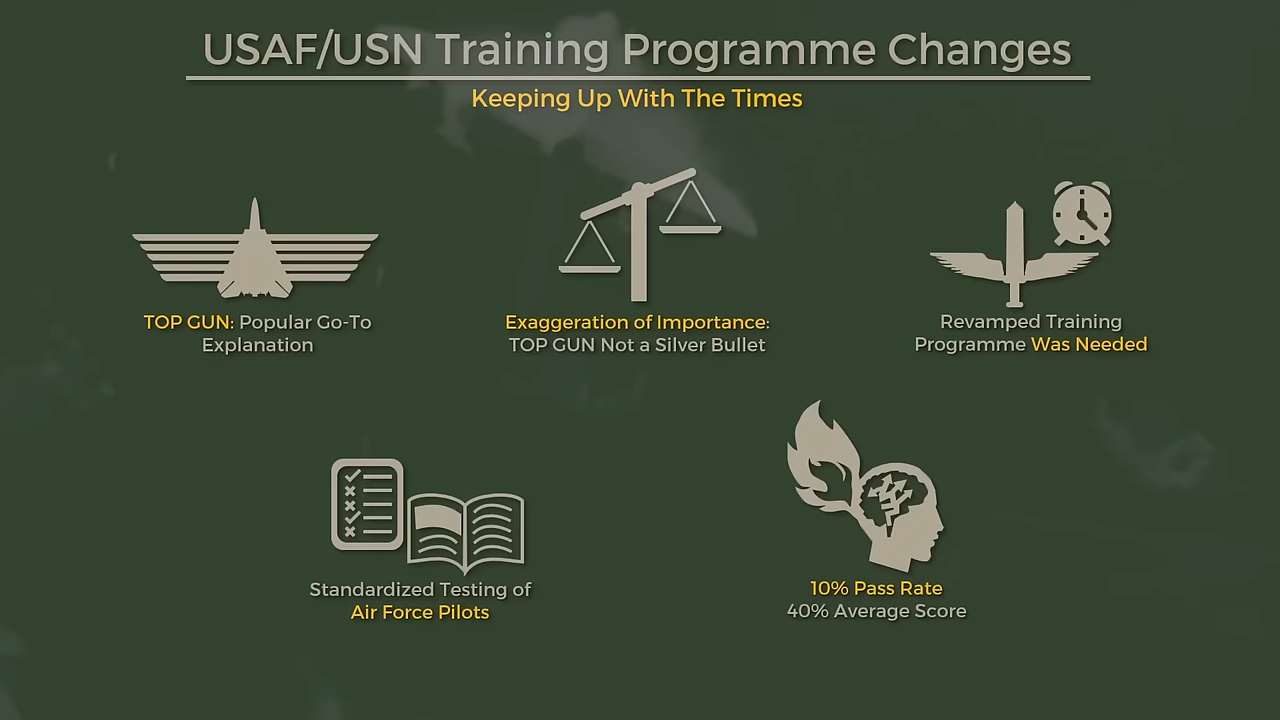 USAF/USN Training Programme Changes
Keeping Up With The Times
TOP GUN: Popular Go-To
Explanation
Exaggeration of Importance:
TOP GUN Not a Silver Bullet
Revamped Training
Programme Was Needed
Standardized Testing of
Air Force Pilots
10% Pass Rate
40% Average Score